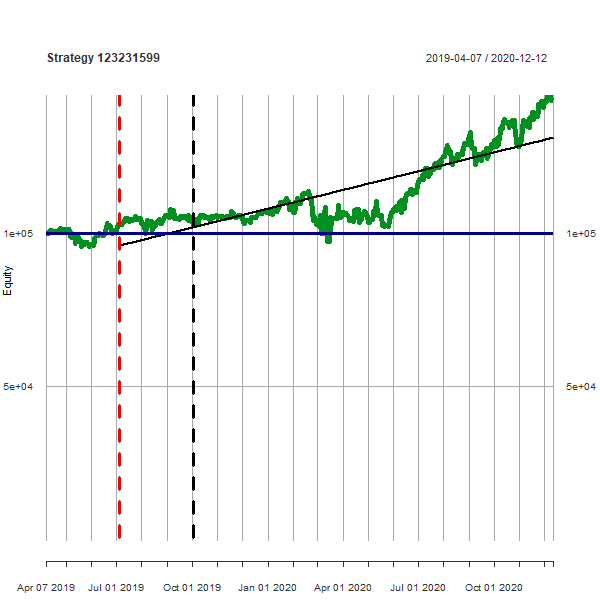 Strategy 123231599
2019-04-07 / 2020-12-12
1e+05
1e+05
Equity
5e+04
5e+04
Apr 07 2019
Jul 01 2019
Oct 01 2019
Jan 01 2020
Apr 01 2020
Jul 01 2020
Oct 01 2020